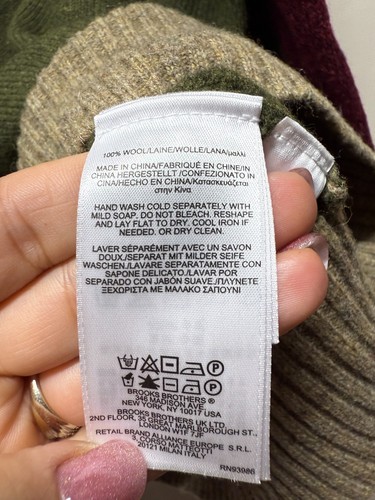 100% WOOL/LAINE/WOLLE/LANA/μαλλί
MADE IN CHINA/FABRIQUÉ EN CHINE/IN
CHINA HERGESTELLT/CONFEZIONATO IN
CINA/HECHO EN CHINA/Κατασκευάζεται
στην Κίνα
HAND WASH COLD SEPARATELY WITH
MILD SOAP. DO NOT BLEACH. RESHAPE
AND LAY FLAT TO DRY. COOL IRON IF
NEEDED. OR DRY CLEAN.
LAVER SÉPARÉMENT AVEC UN SAVON
DOUX./SEPARAT MIT MILDER SEIFE
WASCHEN./LAVARE SEPARATAMENTE CON
SAPONE DELICATO./LAVAR POR
SEPARADO CON JABÓN SUAVE./ΠΛΥΝΕΤΕ
ΞΕΧΩΡΙΣΤΑ ΜΕ ΜΑΛΑΚΟ ΣΑΠΟΥΝΙ
P
P
BROOKS BROTHERS ®
346 MADISON AVE.
NEW YORK, NY 10017 USA
BROOKS BROTHERS UK LTD
2ND FLOOR, 35 GREAT MARLBOROUGH ST.,
LONDON W1F 7JF
RETAIL BRAND ALLIANCE EUROPE S.R.L.
3, CORSO MATTEOTTI
20121 MILAN ITALY
RN93986